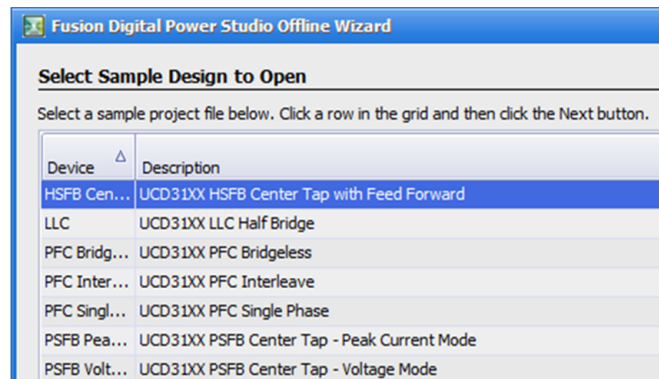 Fusion Digital Power Studio Offline Wizard
Select Sample Design to Open
Select a sample project file below. Click a row in the grid and then click the Next button.
Device Description
HSFB Cen... UCD31XX HSFB Center Tap with Feed Forward
LLC UCD31XX LLC Half Bridge
PFC Bridg... UCD31XX PFC Bridgeless
PFC Inter... UCD31XX PFC Interleave
PFC Singl... UCD31XX PFC Single Phase
PSFB Pea... UCD31XX PSFB Center Tap - Peak Current Mode
PSFB Volt... UCD31XX PSFB Center Tap - Voltage Mode